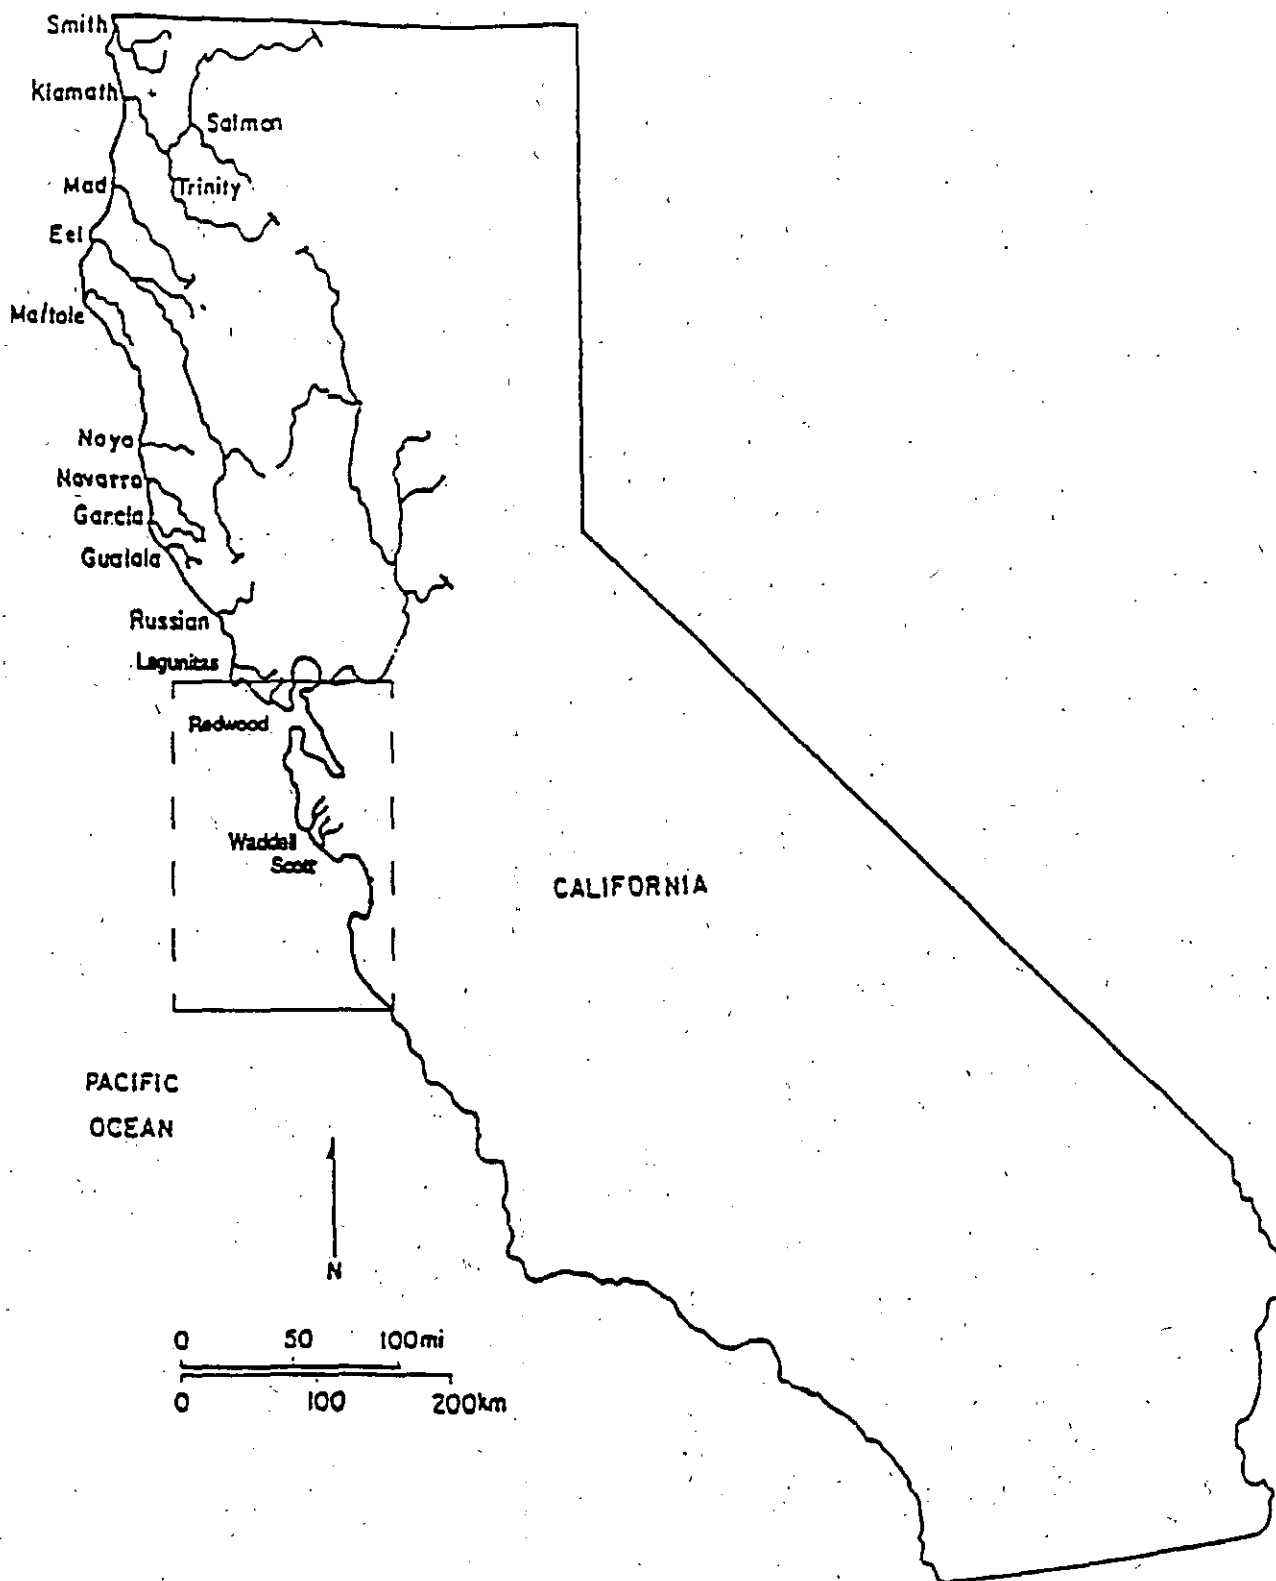 Smith
Klamath
Salmon
Mad
Trinity
Eel
Mattole
Noyo
Navarro
Garcia
Gualala
Russian
Lagunitas
Redwood
Waddell
Scott
CALIFORNIA
PACIFIC
OCEAN
N
0 50 100mi
0 100 200km